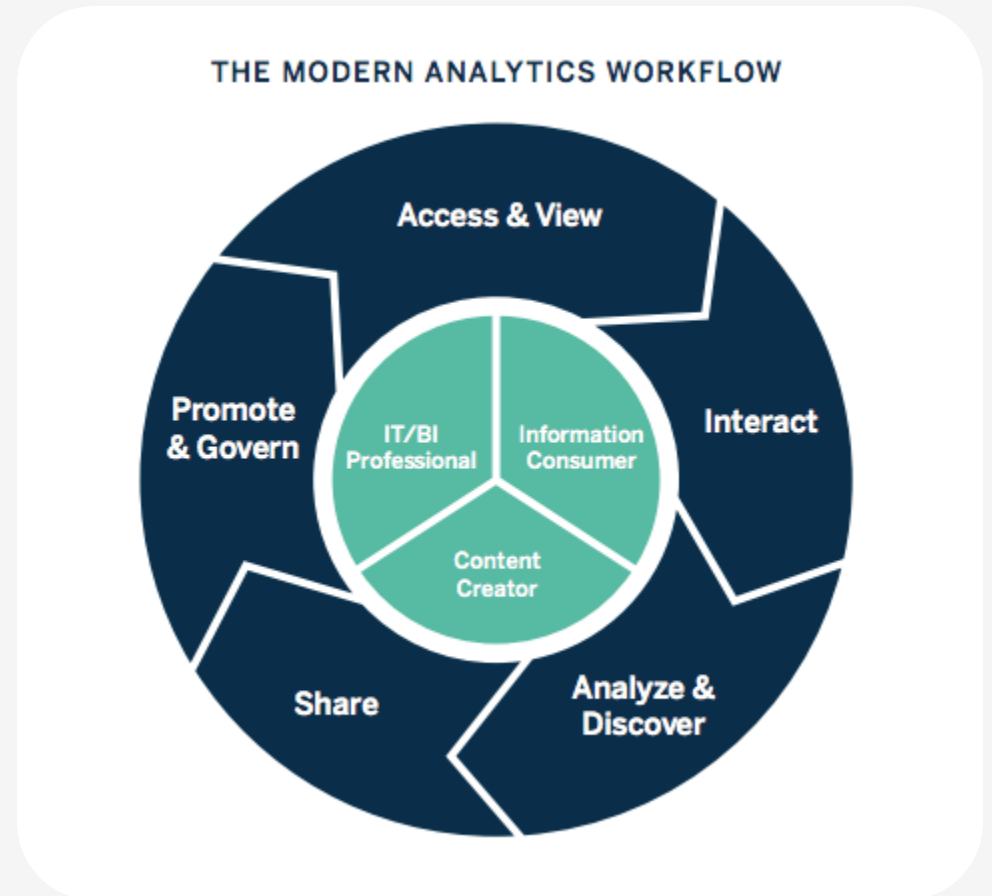 THE MODERN ANALYTICS WORKFLOW
Access & View
Interact
Analyze &
Discover
Share
Promote
& Govern
IT/BI
Professional
Information
Consumer
Content
Creator